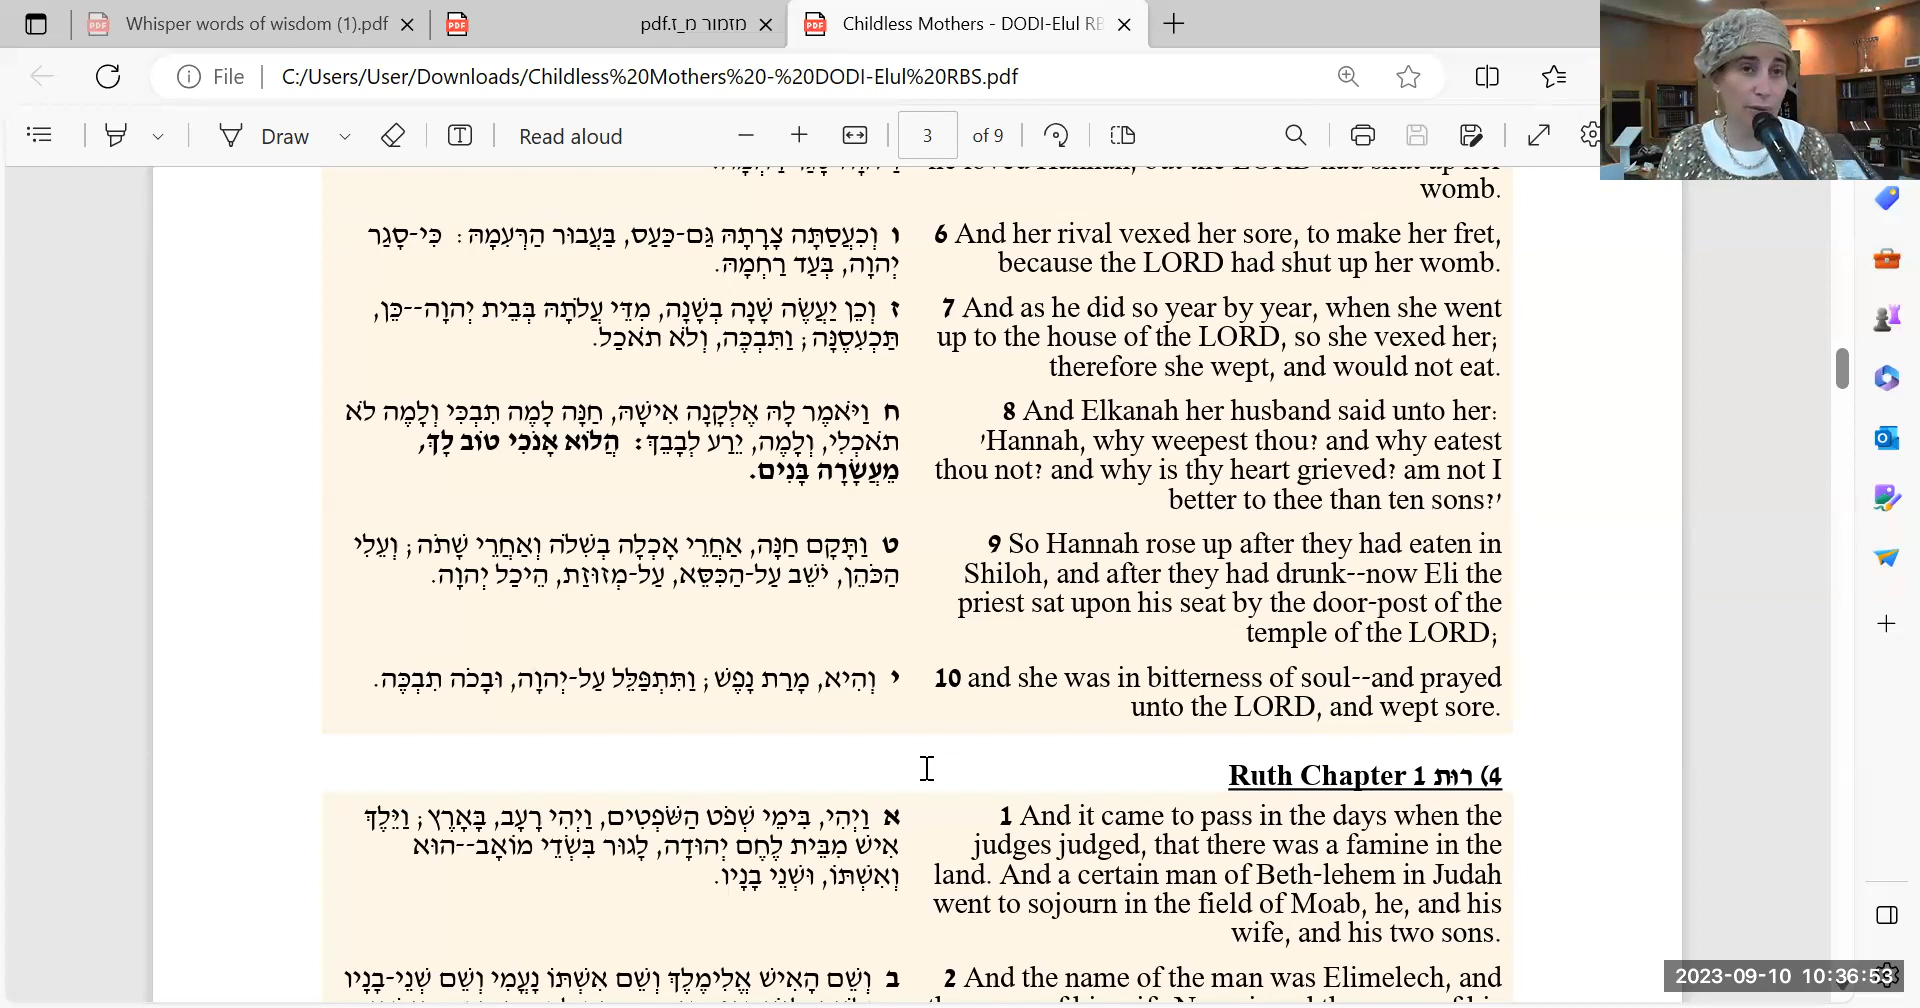 Whisper words of wisdom (1).pdf
מזמור מ_ז.pdf
Childless Mothers - DODI-Elul RB
File
C:/Users/User/Downloads/Childless%20Mothers%20-%20DODI-Elul%20RBS.pdf
Draw
Read aloud
3 of 9
he loved Hannah, but the LORD had shut up her
womb.
ו וְכִעֲסַתָּה צָרָתָהּ גַּם-כַּעַס, בַּעֲבוּר הַרְּעִמָהּ: כִּי-סָגַר
יְהוָה, בְּעַד רַחְמָהּ.
6 And her rival vexed her sore, to make her fret,
because the LORD had shut up her womb.
ז וְכֵן יַעֲשֶׂה שָׁנָה בְשָׁנָה, מִדֵּי עֲלֹתָהּ בְּבֵית יְהוָה--כֵּן,
תַּכְעִסֶנָּה; וַתִּבְכֶּה, וְלֹא תֹאכַל.
7 And as he did so year by year, when she went
up to the house of the LORD, so she vexed her;
therefore she wept, and would not eat.
ח וַיֹּאמֶר לָהּ אֶלְקָנָה אִישָׁהּ, חַנָּה לָמֶה תִבְכִּי וְלָמֶה לֹא
תֹאכְלִי, וְלָמֶה, יֵרַע לְבָבֵךְ: הֲלוֹא אָנֹכִי טוֹב לָךְ,
מֵעֲשָׂרָה בָּנִים.
8 And Elkanah her husband said unto her:
'Hannah, why weepest thou? and why eatest
thou not? and why is thy heart grieved? am not I
better to thee than ten sons?'
ט וַתָּקָם חַנָּה, אַחֲרֵי אָכְלָה בְשִׁלֹה וְאַחֲרֵי שָׁתֹה; וְעֵלִי
הַכֹּהֵן, יֹשֵׁב עַל-הַכִּסֵּא, עַל-מְזוּזַת, הֵיכַל יְהוָה.
9 So Hannah rose up after they had eaten in
Shiloh, and after they had drunk--now Eli the
priest sat upon his seat by the door-post of the
temple of the LORD;
י וְהִיא, מָרַת נָפֶשׁ; וַתִּתְפַּלֵּל עַל-יְהוָה, וּבָכֹה תִבְכֶּה.
10 and she was in bitterness of soul--and prayed
unto the LORD, and wept sore.
4) רות Ruth Chapter 1
א וַיְהִי, בִּימֵי שְׁפֹט הַשֹּׁפְטִים, וַיְהִי רָעָב, בָּאָרֶץ; וַיֵּלֶךְ
אִישׁ מִבֵּית לֶחֶם יְהוּדָה, לָגוּר בִּשְׂדֵי מוֹאָב--הוּא
וְאִשְׁתּוֹ, וּשְׁנֵי בָנָיו.
1 And it came to pass in the days when the
judges judged, that there was a famine in the
land. And a certain man of Beth-lehem in Judah
went to sojourn in the field of Moab, he, and his
wife, and his two sons.
ב וְשֵׁם הָאִישׁ אֱלִימֶלֶךְ וְשֵׁם אִשְׁתּוֹ נָעֳמִי וְשֵׁם שְׁנֵי-בָנָיו
2 And the name of the man was Elimelech, and
2023-09-10 10:36:53